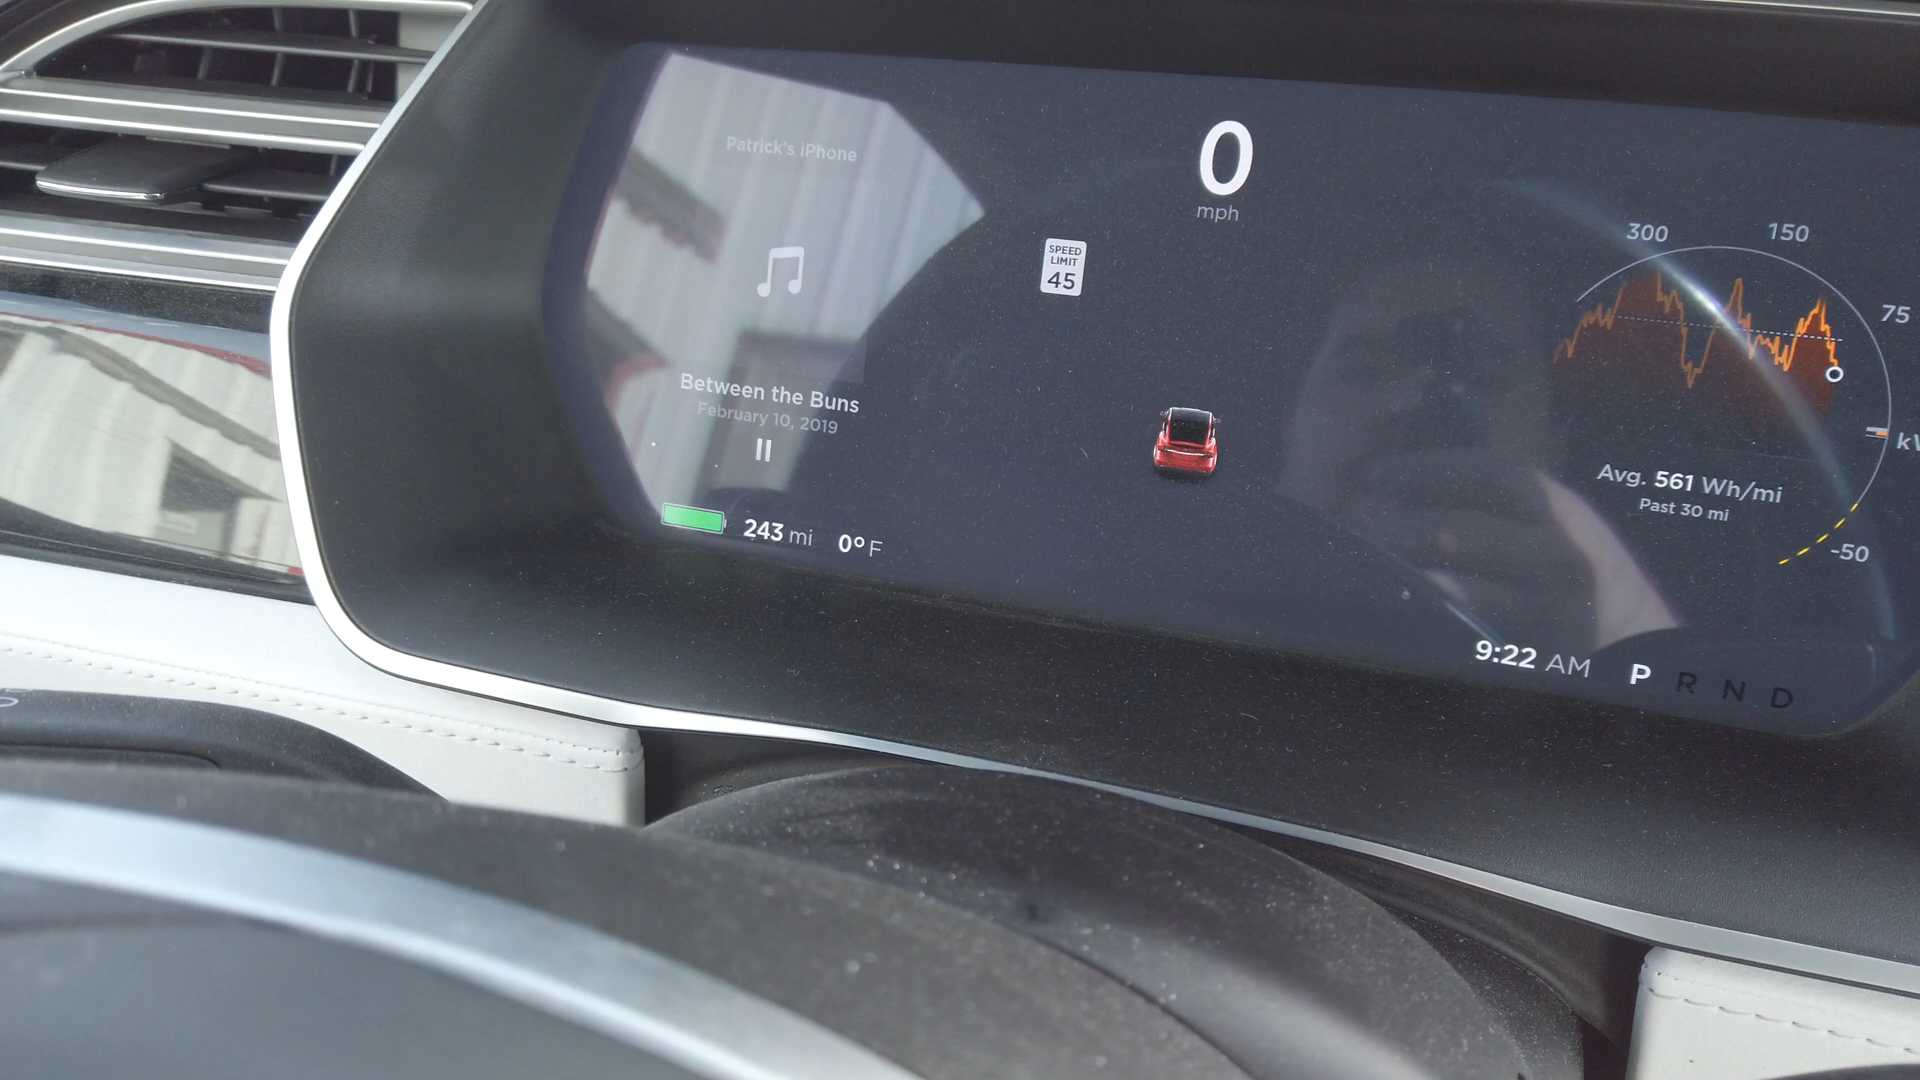 Patrick's iPhone
0
mph
SPEED
LIMIT
45
300
150
75
Between the Buns
February 10, 2019
243 mi
0° F
Avg. 561 Wh/mi
Past 30 mi
-50
9:22 AM
P R N D